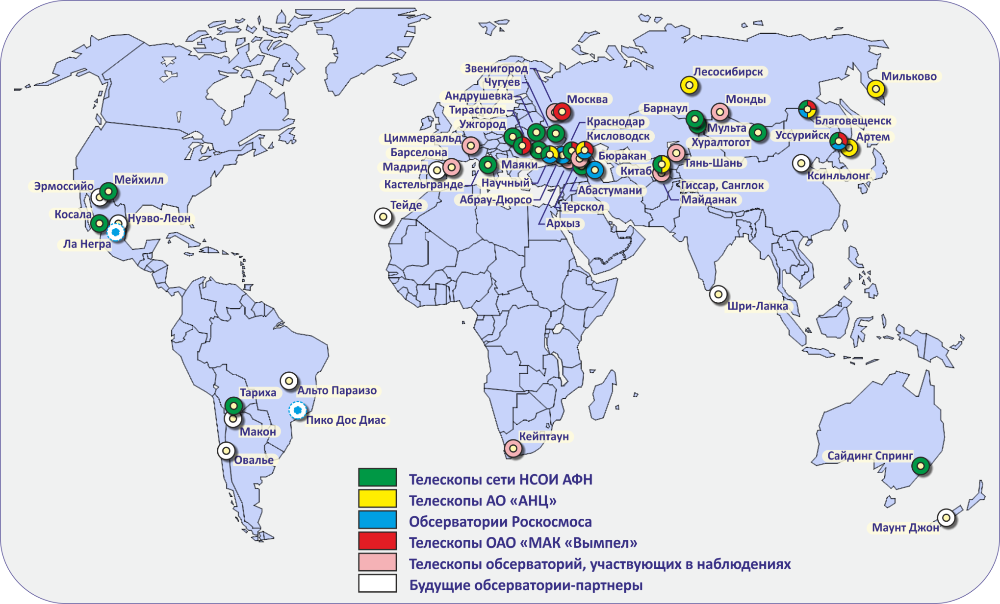 Звенигород
Чугуев
Андрушевка
Тирасполь
Ужгород
Циммервальд
Барселона
Мадрид
Кастельгранде
Маяки
Научный
Абрау-Дюрсо
Тейде
Москва
Краснодар
Кисловодск
Бюракан
Абастумани
Терскол
Архыз
Китаб
Лесосибирск
Мильково
Монды
Барнаул
Мульта
Хуралтогот
Благовещенск
Уссурийск
Артем
Тянь-Шань
Ксинльлонг
Гиссар, Санглок
Майданак
Шри-Ланка
Мейхилл
Эрмоссийо
Косала
Нуэво-Леон
Ла Негра
Тариха
Альто Параизо
Пико Дос Диас
Макон
Овалье
Кейптаун
Сайдинг Спринг
Маунт Джон
Телескопы сети НСОИ АФН
Телескопы АО «АНЦ»
Обсерватории Роскосмоса
Телескопы ОАО «МАК «Вымпел»
Телескопы обсерваторий, участвующих в наблюдениях
Будущие обсерватории-партнеры